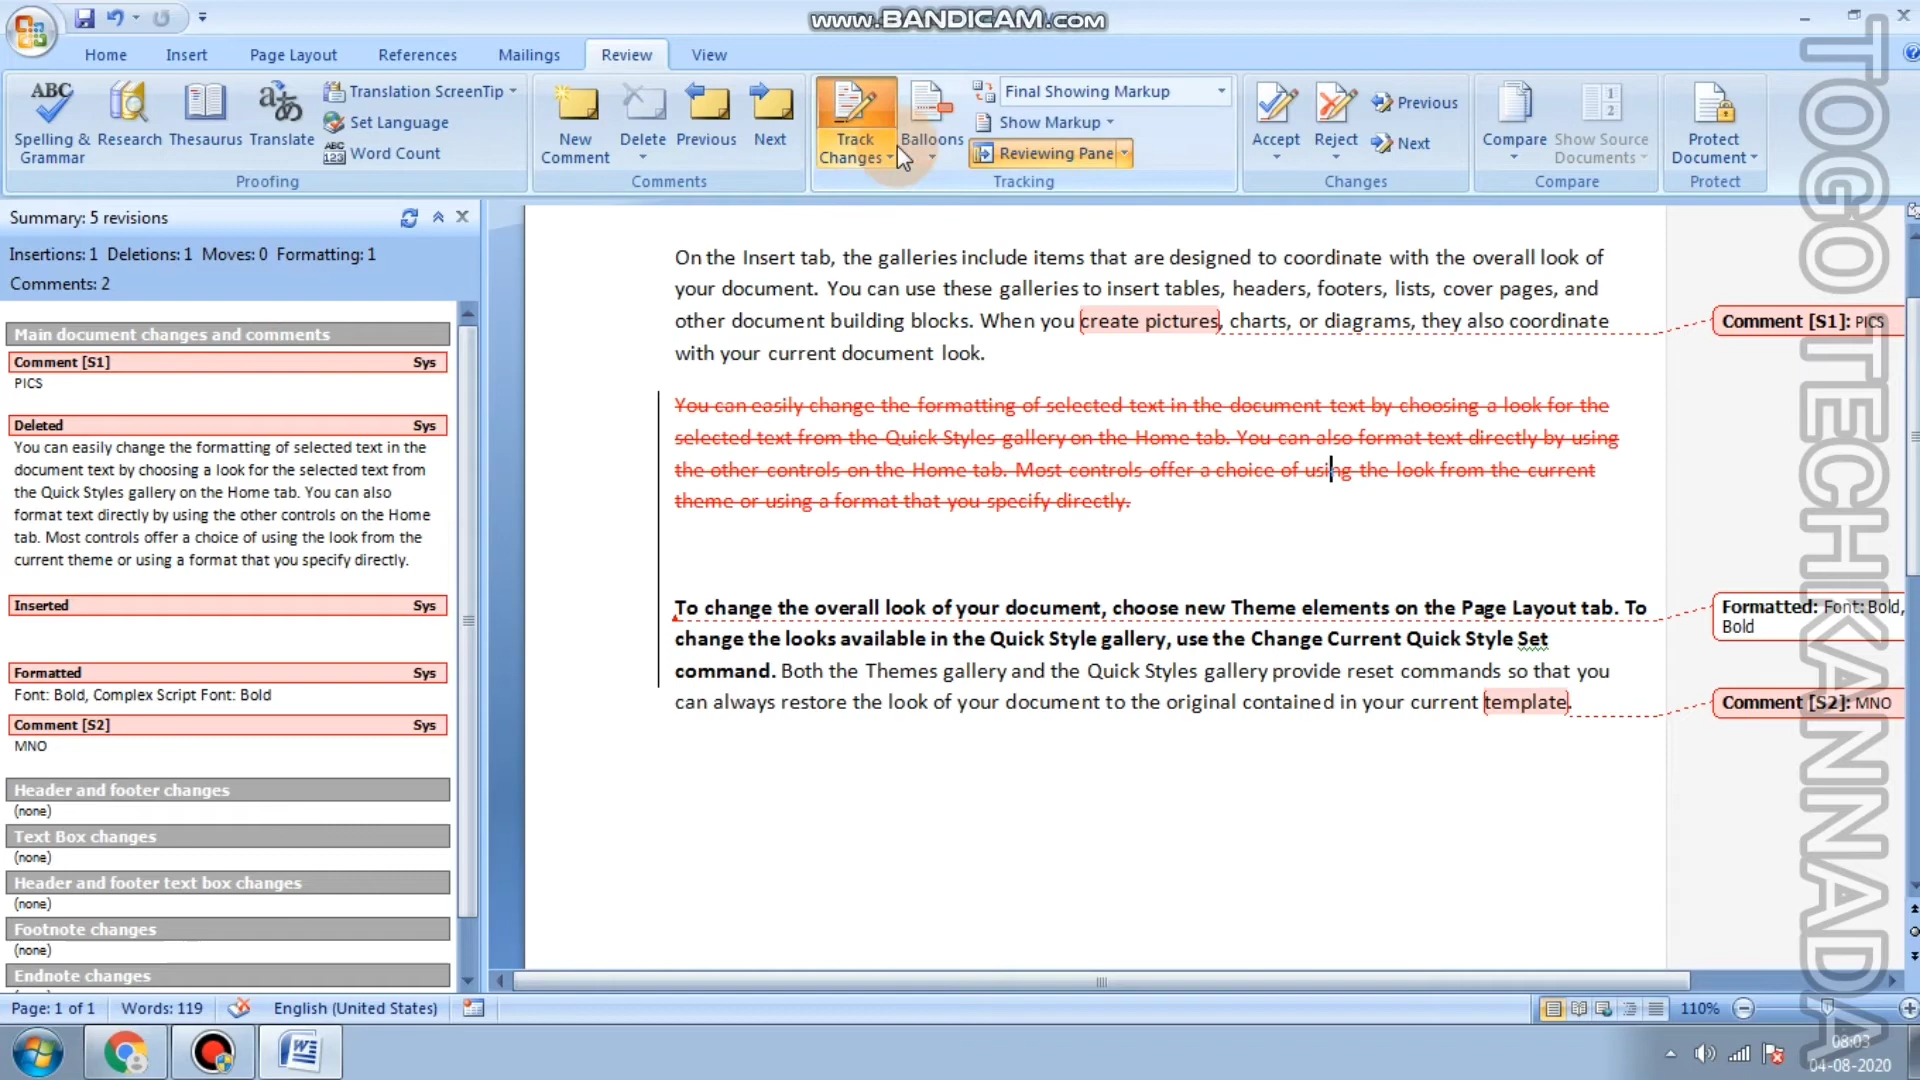 www.BANDICAM.com
Home Insert Page Layout References Mailings Review View
ABC
Spelling & Grammar
Research
Thesaurus
Translate
Translation ScreenTip
Set Language
ABC 123 Word Count
Proofing
New Comment
Delete
Previous
Next
Comments
Track Changes
Balloons
Final Showing Markup
Show Markup
Reviewing Pane
Tracking
Accept
Reject
Previous
Next
Changes
Compare
Show Source Documents
Compare
Protect Document
Protect
Summary: 5 revisions
Insertions: 1 Deletions: 1 Moves: 0 Formatting: 1
Comments: 2
Main document changes and comments
Comment [S1] Sys
PICS
Deleted Sys
You can easily change the formatting of selected text in the
document text by choosing a look for the selected text from
the Quick Styles gallery on the Home tab. You can also
format text directly by using the other controls on the Home
tab. Most controls offer a choice of using the look from the
current theme or using a format that you specify directly.
Inserted Sys
Formatted Sys
Font: Bold, Complex Script Font: Bold
Comment [S2] Sys
MNO
Header and footer changes
(none)
Text Box changes
(none)
Header and footer text box changes
(none)
Footnote changes
(none)
Endnote changes
On the Insert tab, the galleries include items that are designed to coordinate with the overall look of
your document. You can use these galleries to insert tables, headers, footers, lists, cover pages, and
other document building blocks. When you create pictures, charts, or diagrams, they also coordinate
with your current document look.
You can easily change the formatting of selected text in the document text by choosing a look for the
selected text from the Quick Styles gallery on the Home tab. You can also format text directly by using
the other controls on the Home tab. Most controls offer a choice of using the look from the current
theme or using a format that you specify directly.
To change the overall look of your document, choose new Theme elements on the Page Layout tab. To
change the looks available in the Quick Style gallery, use the Change Current Quick Style Set
command. Both the Themes gallery and the Quick Styles gallery provide reset commands so that you
can always restore the look of your document to the original contained in your current template.
Comment [S1]: PICS
Formatted: Font: Bold,
Bold
Comment [S2]: MNO
TOGO TECHKANNADA
Page: 1 of 1 Words: 119 English (United States) 110%
08:03
04-08-2020